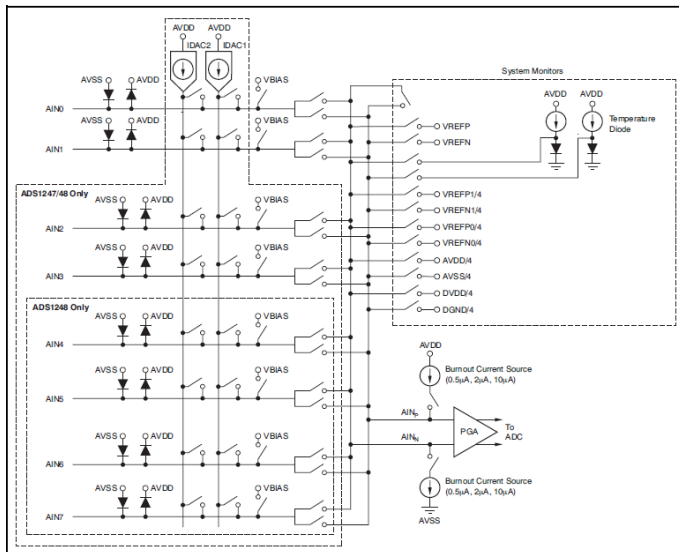 AVDD AVDD
IDAC2 IDAC1
AVSS AVDD VBIAS
AIN0
AVSS AVDD VBIAS
AIN1
ADS1247/48 Only
AVSS AVDD VBIAS
AIN2
AVSS AVDD VBIAS
AIN3
ADS1248 Only
AVSS AVDD VBIAS
AIN4
AVSS AVDD VBIAS
AIN5
AVSS AVDD VBIAS
AIN6
AVSS AVDD VBIAS
AIN7
System Monitors
AVDD AVDD
Temperature
Diode
VREFP
VREFN
VREFP1/4
VREFN1/4
VREFP0/4
VREFN0/4
AVDD/4
AVSS/4
DVDD/4
DGND/4
AVDD
Burnout Current Source
(0.5μA, 2μA, 10μA)
AINP
PGA
To
ADC
AINN
Burnout Current Source
(0.5μA, 2μA, 10μA)
AVSS